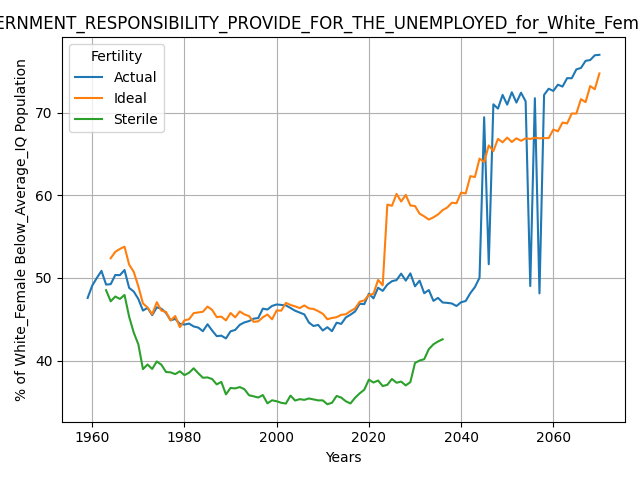 ERNMENT_RESPONSIBILITY_PROVIDE_FOR_THE_UNEMPLOYED_for_White_Fem
Fertility
Actual
Ideal
Sterile
% of White_Female Below_Average_IQ Population
70
60
50
40
1960
1980
2000
2020
2040
2060
Years